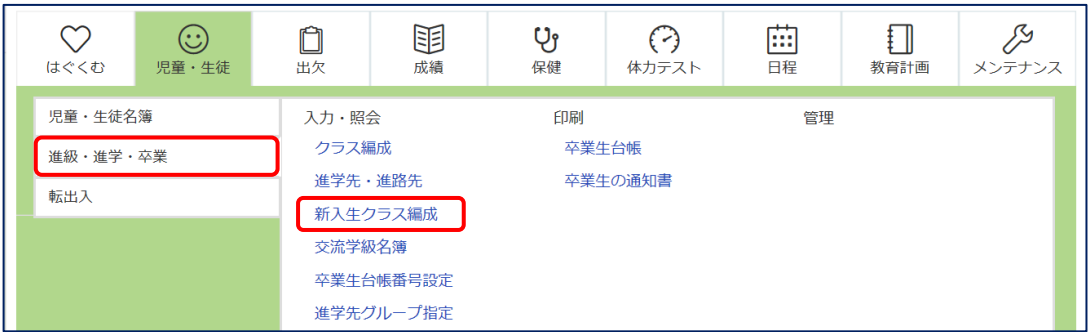 はぐくむ 児童・生徒 出欠 成績 保健 体力テスト 日程 教育計画 メンテナンス
児童・生徒名簿
進級・進学・卒業
転出入
入力・照会 印刷 管理
クラス編成 卒業生台帳
進学先・進路先 卒業生の通知書
新入生クラス編成
交流学級名簿
卒業生台帳番号設定
進学先グループ指定